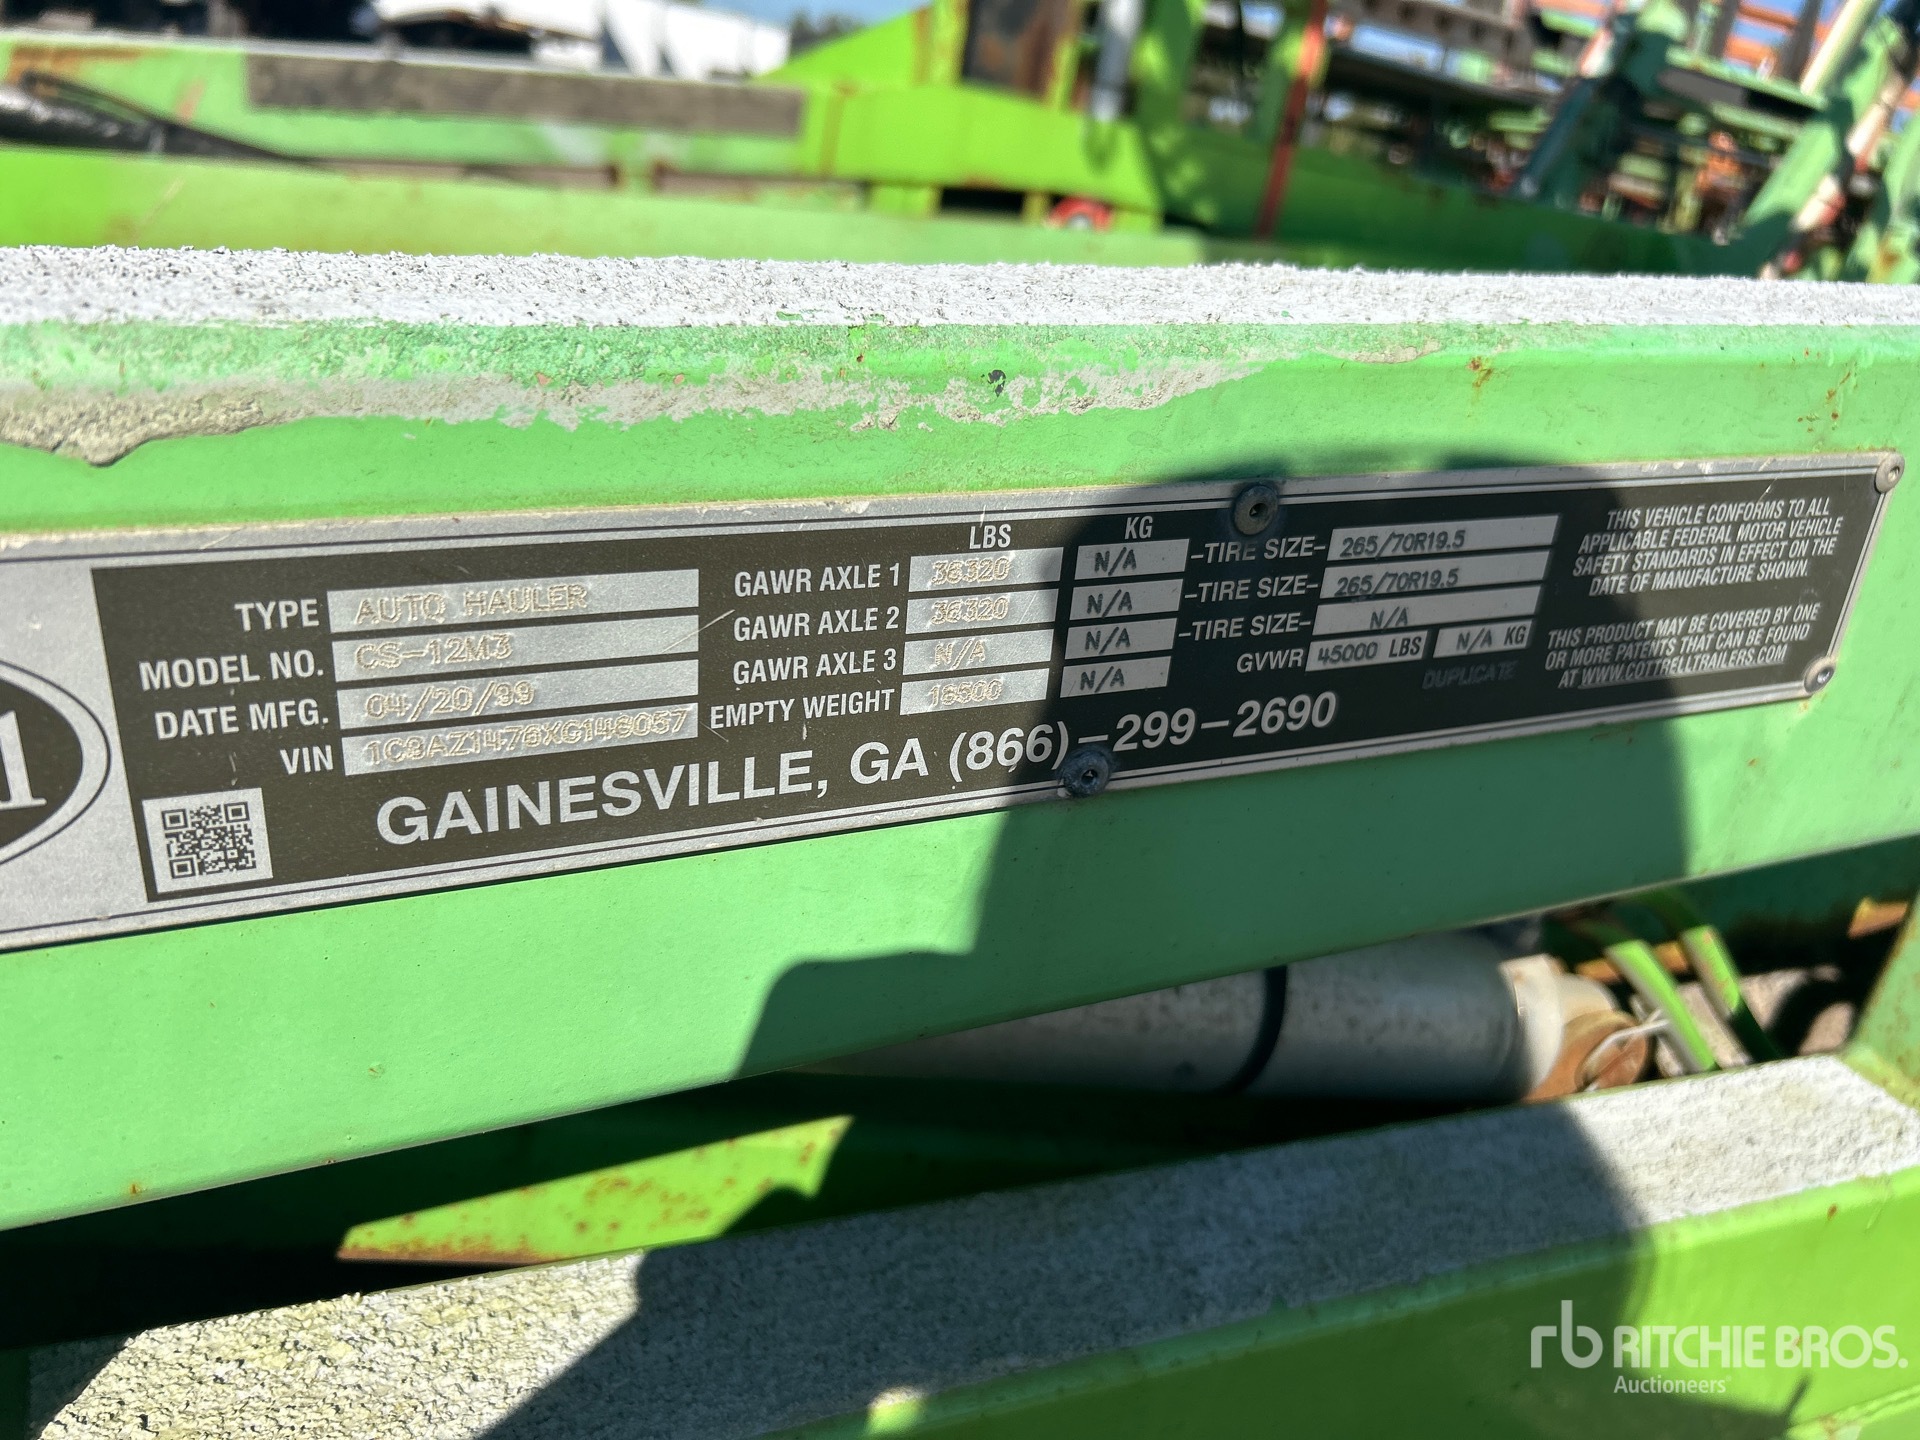 TYPE AUTO HAULER
MODEL NO. CS-12M3
DATE MFG. 04/20/99
VIN
LBS KG
GAWR AXLE 1 36320 N/A -TIRE SIZE- 265/70R19.5
GAWR AXLE 2 36320 N/A -TIRE SIZE- 265/70R19.5
GAWR AXLE 3 N/A N/A -TIRE SIZE- N/A
EMPTY WEIGHT 18500 N/A GVWR 45000 LBS N/A KG
DUPLICATE
GAINESVILLE, GA (866)-299-2690
THIS VEHICLE CONFORMS TO ALL
APPLICABLE FEDERAL MOTOR VEHICLE
SAFETY STANDARDS IN EFFECT ON THE
DATE OF MANUFACTURE SHOWN.
THIS PRODUCT MAY BE COVERED BY ONE
OR MORE PATENTS THAT CAN BE FOUND
AT WWW.COTTRELLTRAILERS.COM
rb RITCHIE BROS.
Auctioneers